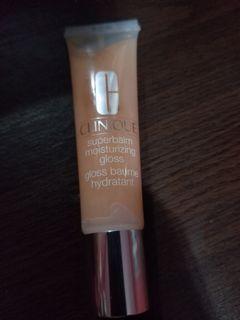 CLINIQUE
superbalm
moisturizing
gloss
gloss baume
hydratant